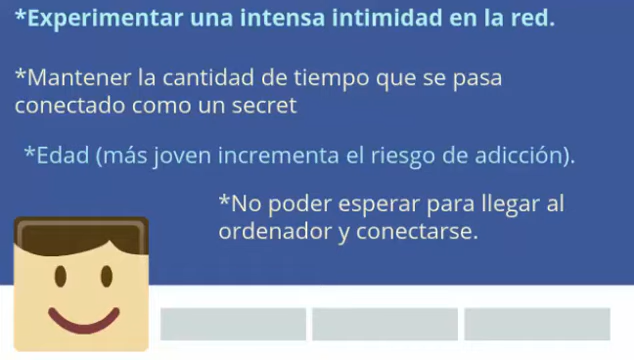 *Experimentar una intensa intimidad en la red.
*Mantener la cantidad de tiempo que se pasa
conectado como un secret
*Edad (más joven incrementa el riesgo de adicción).
*No poder esperar para llegar al
ordenador y conectarse.